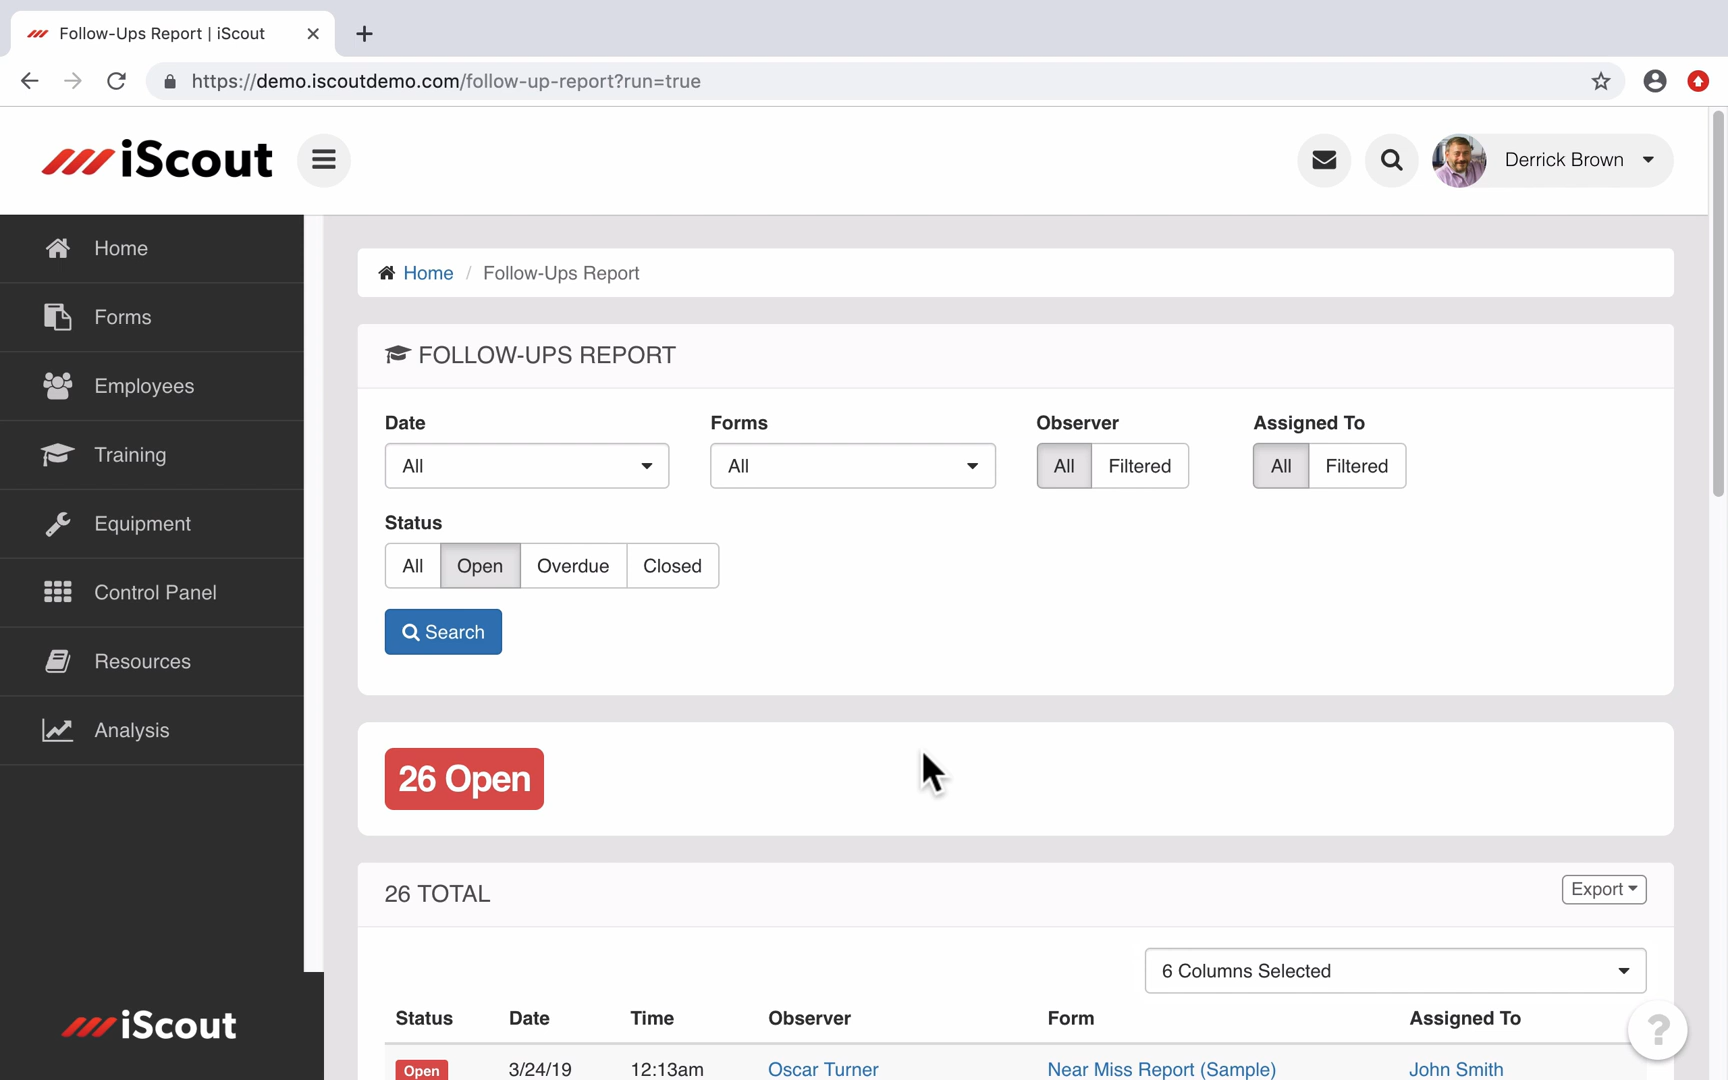 Follow-Ups Report | iScout
https://demo.iscoutdemo.com/follow-up-report?run=true
iScout
Derrick Brown
Home
Forms
Employees
Training
Equipment
Control Panel
Resources
Analysis
iScout
Home / Follow-Ups Report
FOLLOW-UPS REPORT
Date Forms Observer Assigned To
All All All Filtered All Filtered
Status
All Open Overdue Closed
Search
26 Open
26 TOTAL Export
6 Columns Selected
Status Date Time Observer Form Assigned To
Open 3/24/19 12:13am Oscar Turner Near Miss Report (Sample) John Smith
?